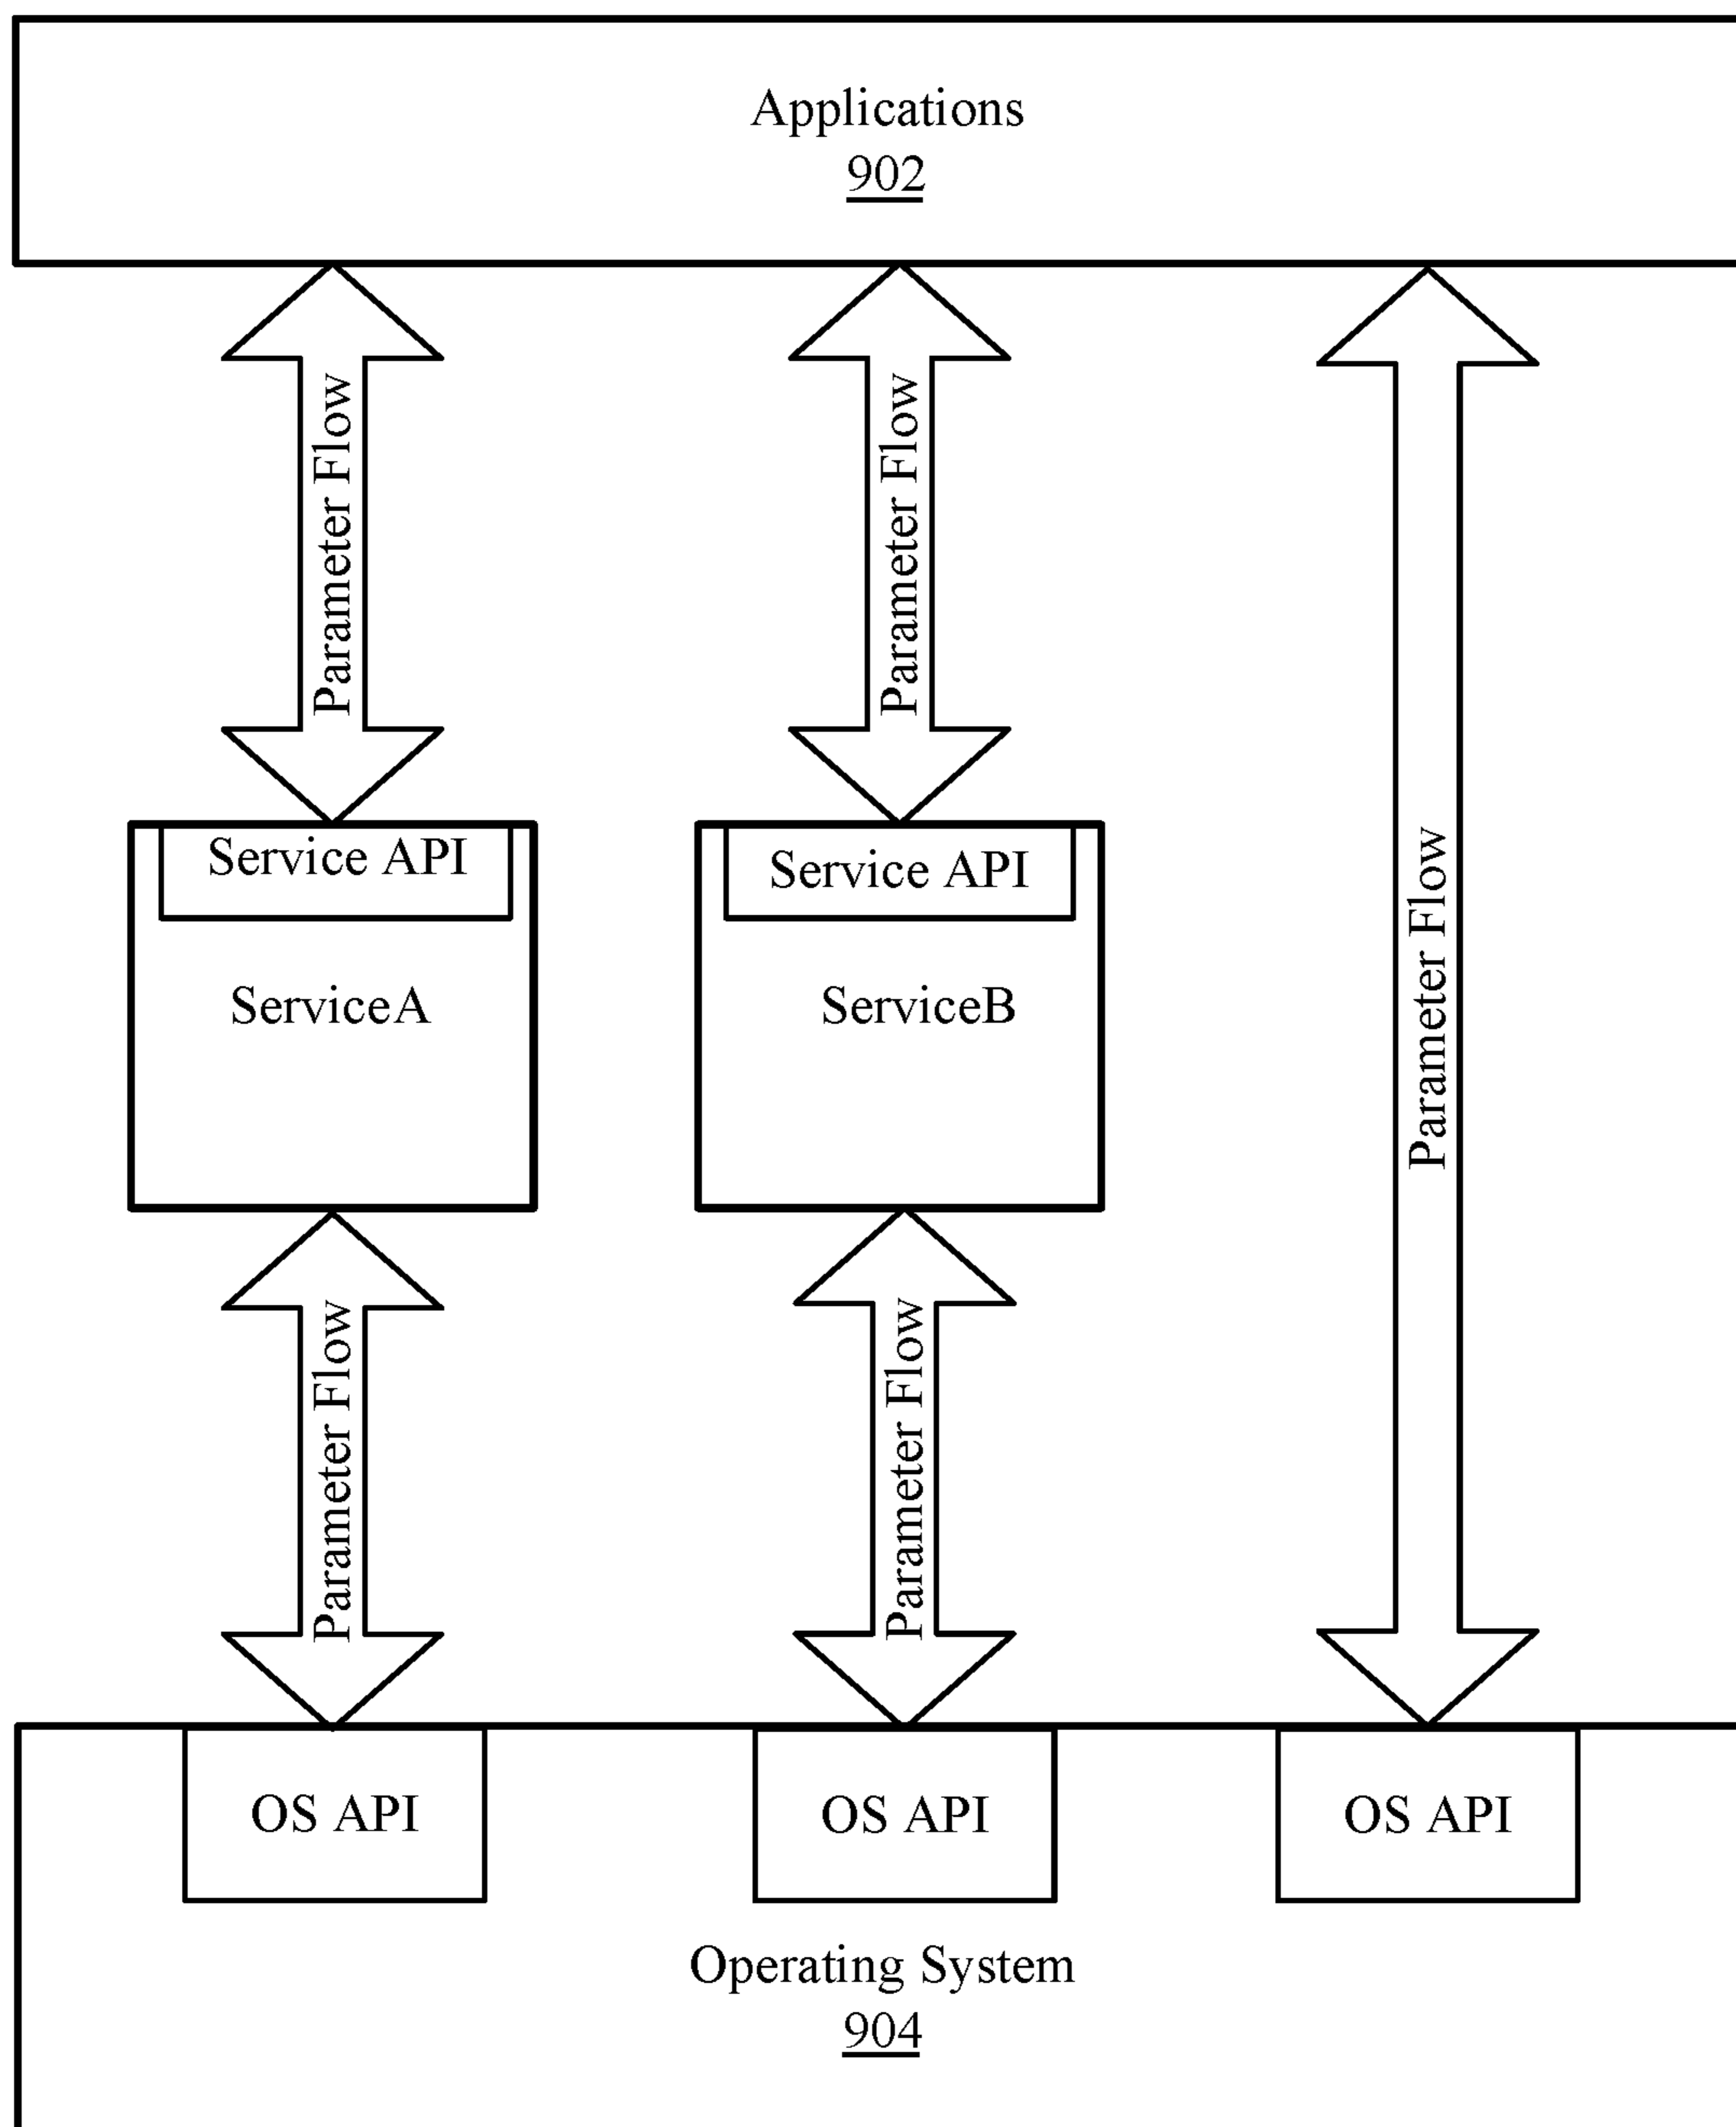 Applications
902
Parameter Flow
Parameter Flow
Parameter Flow
Service API
Service API
ServiceA
ServiceB
Parameter Flow
Parameter Flow
OS API
OS API
OS API
Operating System
904